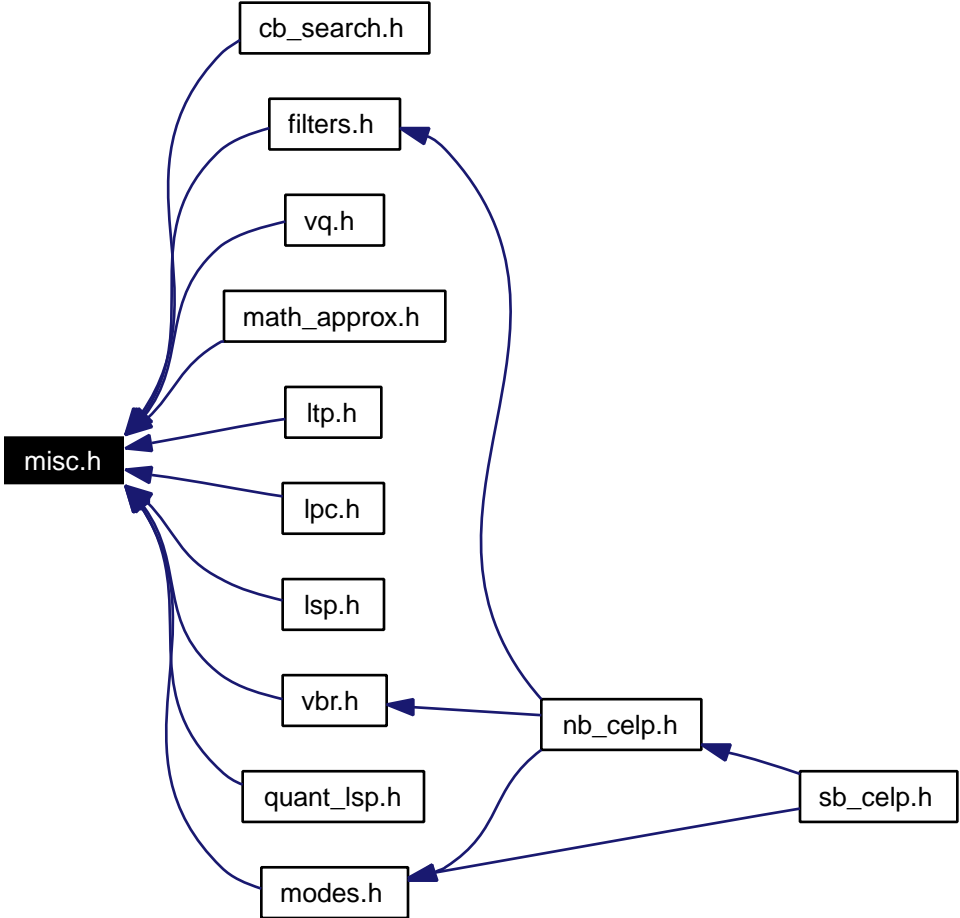 cb_search.h
filters.h
vq.h
math_approx.h
ltp.h
misc.h
lpc.h
lsp.h
vbr.h
nb_celp.h
quant_lsp.h
sb_celp.h
modes.h